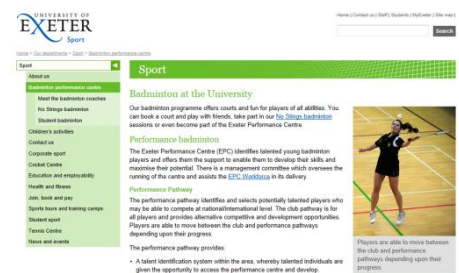 UNIVERSITY OF
EXETER
Sport
Home | Contact us | Staff | Students | MyExeter | Site map |
Search
Home > Our departments > Sport > Badminton performance centre
Sport
About us
Badminton performance centre
Meet the badminton coaches
No Strings badminton
Student badminton
Children's activities
Contact us
Corporate sport
Cricket Centre
Education and employability
Health and fitness
Join, book and pay
Sports tours and training camps
Student sport
Tennis Centre
News and events
Sport
Badminton at the University
Our badminton programme offers courts and fun for players of all abilities. You
can book a court and play with friends, take part in our No Strings badminton
sessions or even become part of the Exeter Performance Centre.
Performance badminton
The Exeter Performance Centre (EPC) identifies talented young badminton
players and offers them the support to enable them to develop their skills and
maximise their potential. There is a management committee which oversees the
running of the centre and assists the EPC Workforce in its delivery.
Performance Pathway
The performance pathway identifies and selects potentially talented players who
may be able to compete at national/international level. The club pathway is for
all players and provides alternative competitive and development opportunities.
Players are able to move between the club and performance pathways
depending upon their progress.
The performance pathway provides:
• A talent identification system within the area, whereby talented individuals are
given the opportunity to access the performance centre and develop.
Players are able to move between
the club and performance
pathways depending upon their
progress.